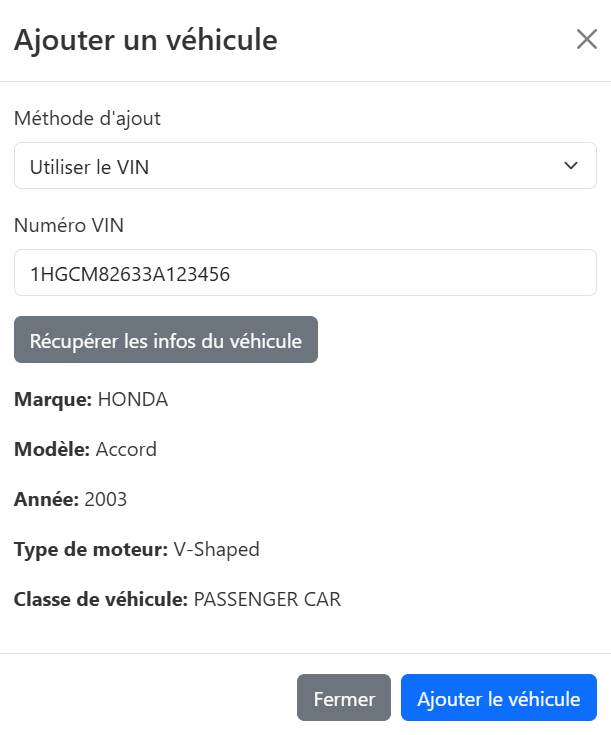 Ajouter un véhicule
Méthode d'ajout
Utiliser le VIN
Numéro VIN
1HGCM82633A123456
Récupérer les infos du véhicule
Marque: HONDA
Modèle: Accord
Année: 2003
Type de moteur: V-Shaped
Classe de véhicule: PASSENGER CAR
Fermer
Ajouter le véhicule